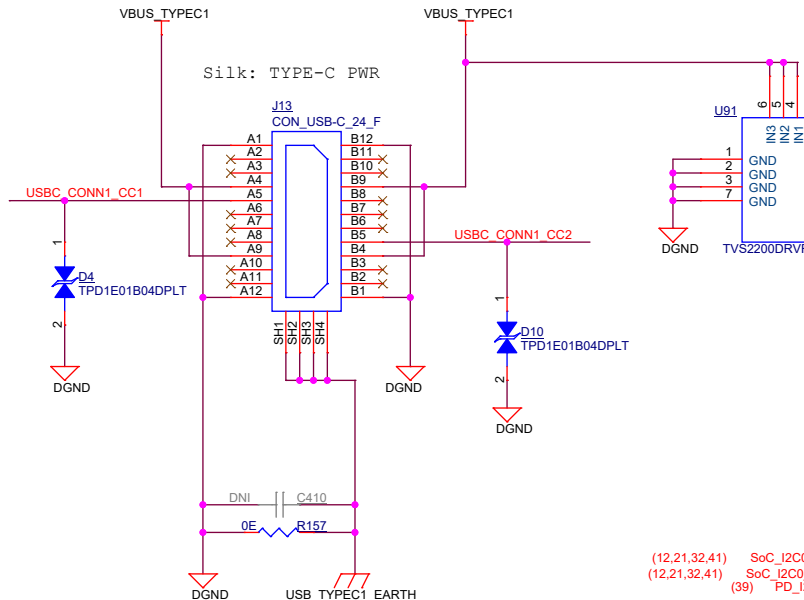 VBUS_TYPEC1
VBUS_TYPEC1
Silk: TYPE-C PWR
J13
CON_USB-C_24_F
A1
A2
A3
A4
A5
A6
A7
A8
A9
A10
A11
A12
B12
B11
B10
B9
B8
B7
B6
B5
B4
B3
B2
B1
SH1
SH2
SH3
SH4
USBC_CONN1_CC1
1
D4
TPD1E01B04DPLT
2
DGND
USBC_CONN1_CC2
1
D10
TPD1E01B04DPLT
2
DGND
DGND
U91
6
5
4
IN3
IN2
IN1
1
2
3
7
GND
GND
GND
GND
DGND
TVS2200DRVR
DNI
C410
0E
R157
DGND
USB_TYPEC1_EARTH
(12,21,32,41)
SoC_I2C0
(12,21,32,41)
SoC_I2C0
(39)